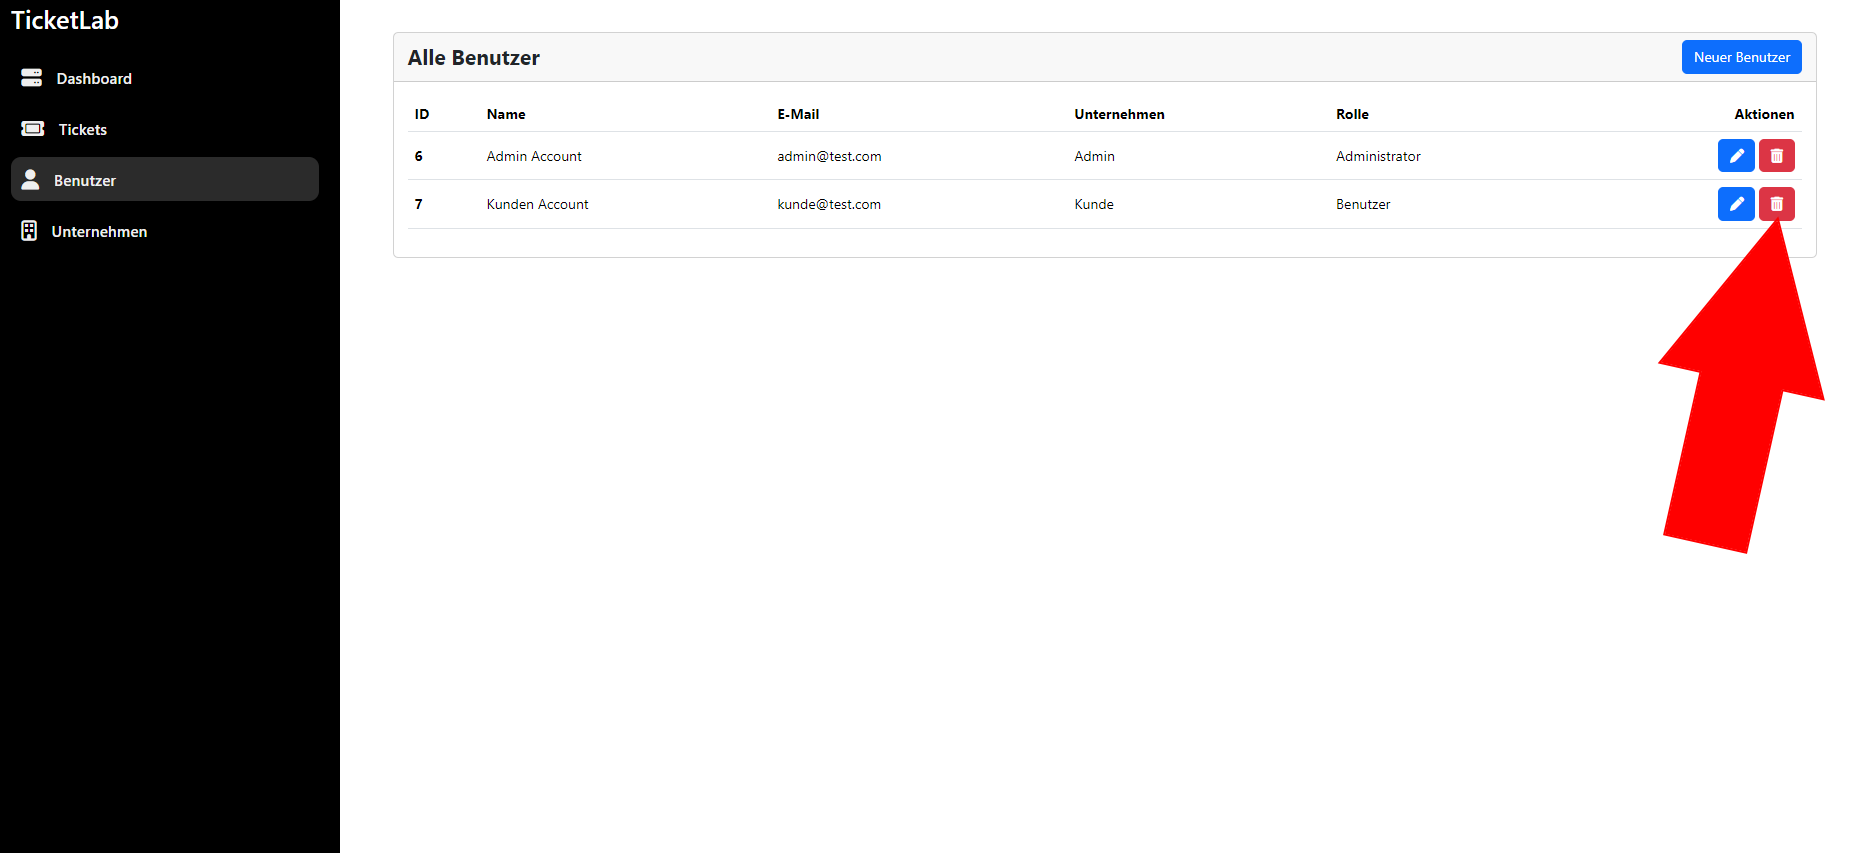 TicketLab
Dashboard
Tickets
Benutzer
Unternehmen
Alle Benutzer
Neuer Benutzer
ID Name E-Mail Unternehmen Rolle Aktionen
6 Admin Account admin@test.com Admin Administrator
7 Kunden Account kunde@test.com Kunde Benutzer